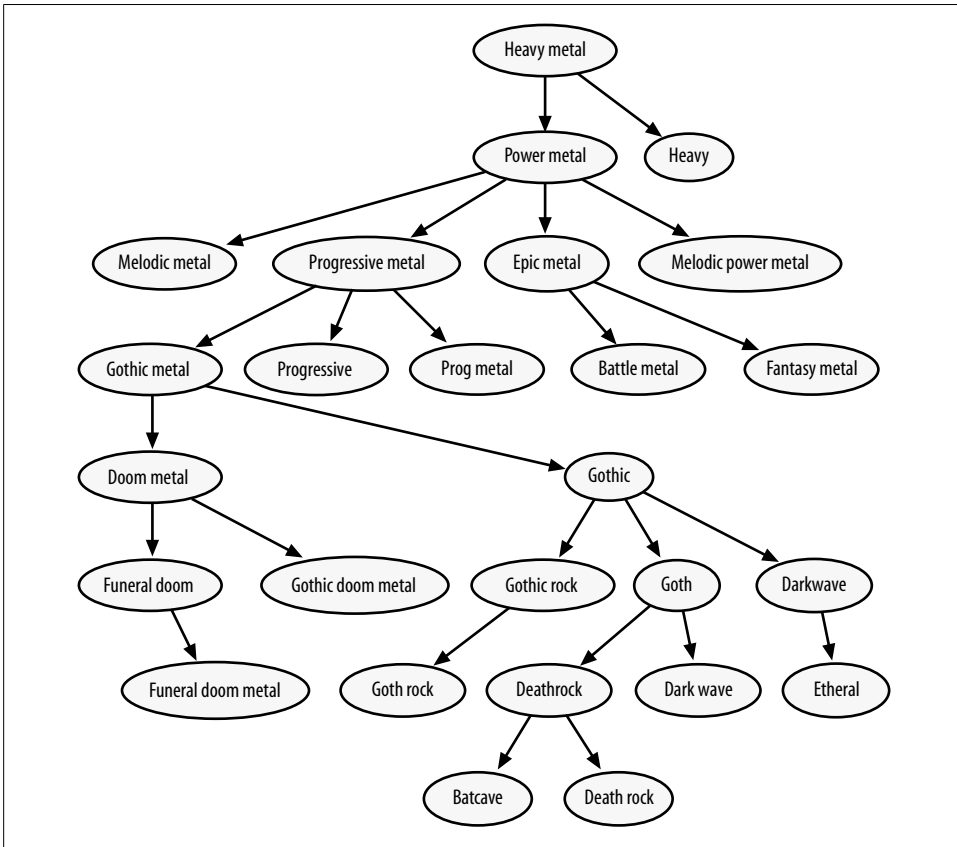 Heavy metal
Power metal
Heavy
Melodic metal
Progressive metal
Epic metal
Melodic power metal
Gothic metal
Progressive
Prog metal
Battle metal
Fantasy metal
Doom metal
Gothic
Funeral doom
Gothic doom metal
Gothic rock
Goth
Darkwave
Funeral doom metal
Goth rock
Deathrock
Dark wave
Etheral
Batcave
Death rock